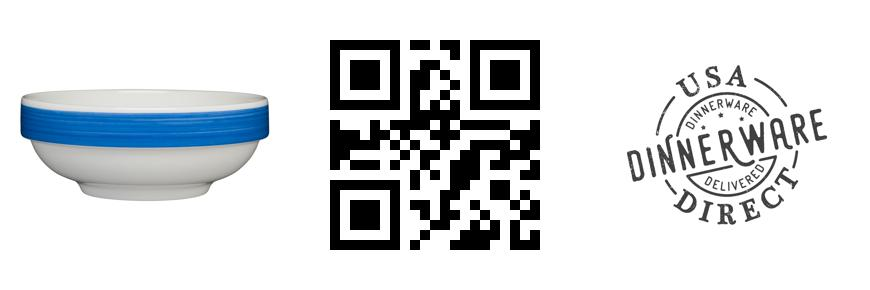 USA
DINNERWARE
DINNERWARE
DELIVERED
DIRECT